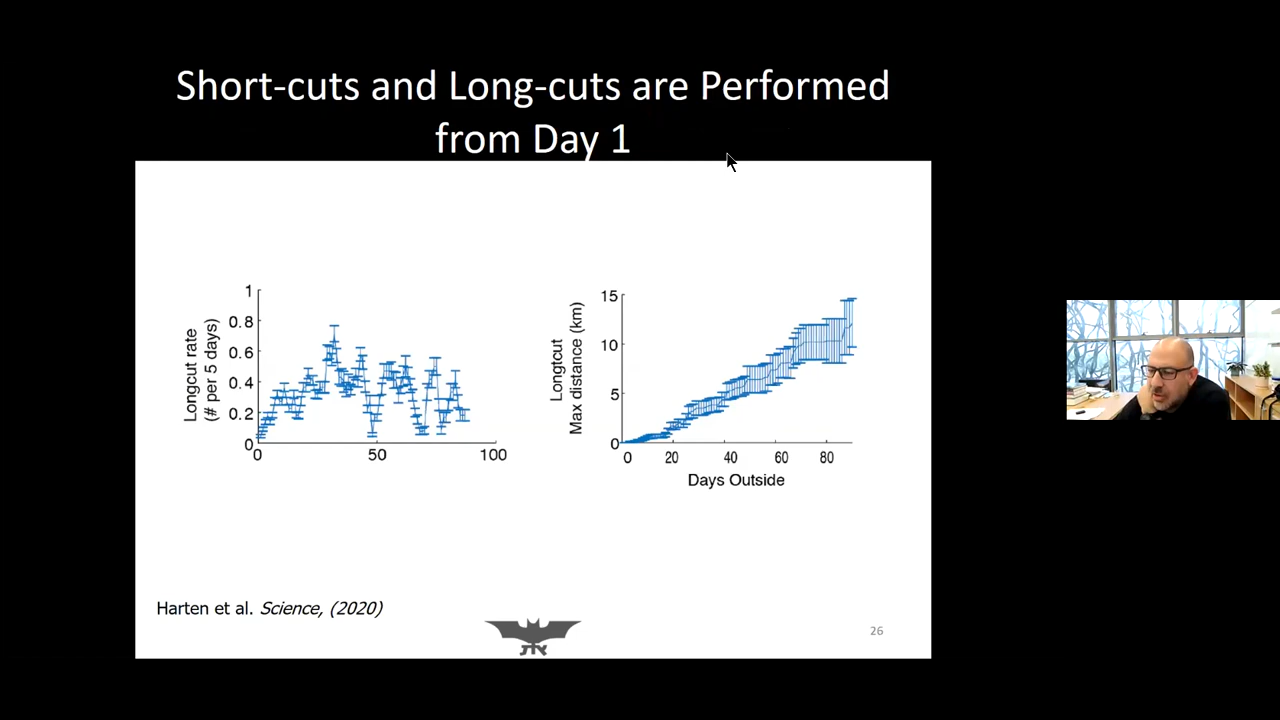 Short-cuts and Long-cuts are Performed
from Day 1
Longcut rate
(# per 5 days)
1
0.8
0.6
0.4
0.2
0
0
50
100
Longtcut
Max distance (km)
15
10
5
0
0
20
40
60
80
Days Outside
Harten et al. Science, (2020)
26